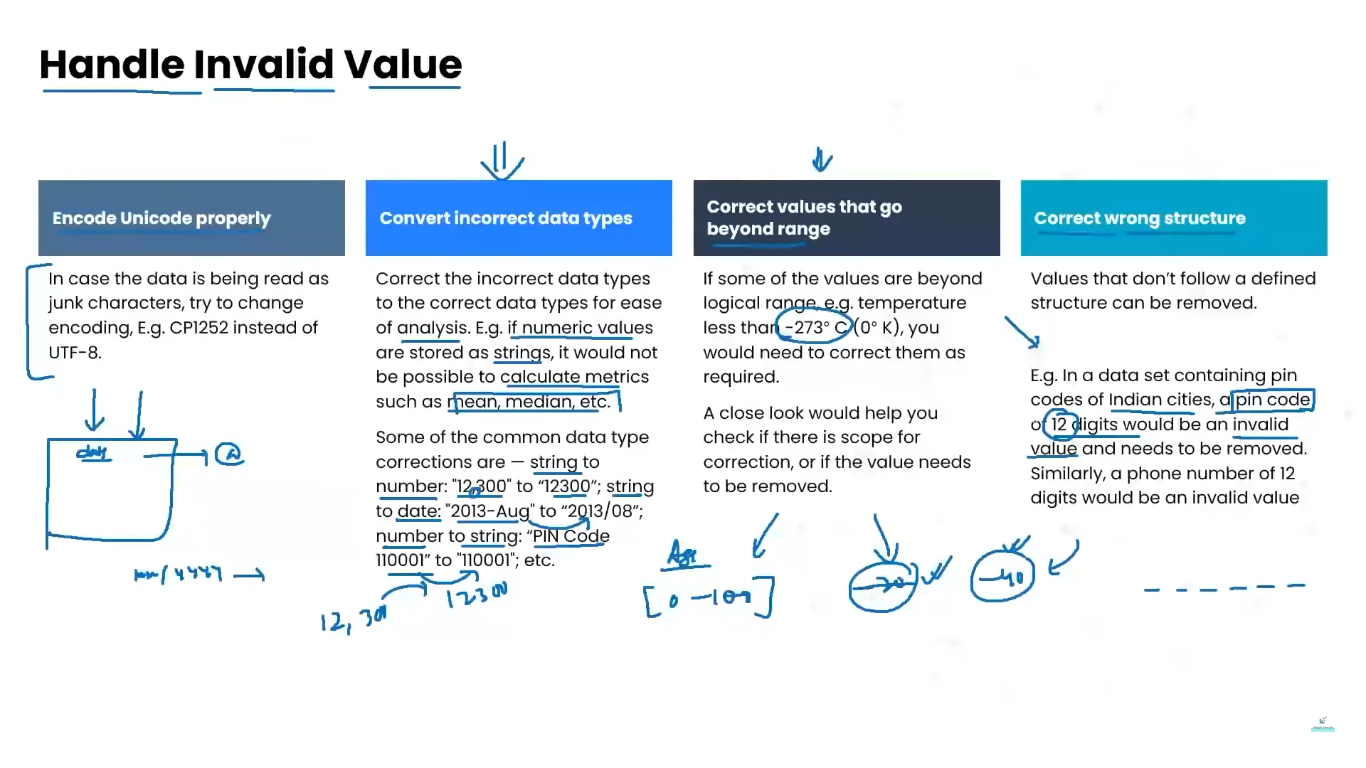 Handle Invalid Value
Encode Unicode properly
In case the data is being read as
junk characters, try to change
encoding, E.g. CP1252 instead of
UTF-8.
Convert incorrect data types
Correct the incorrect data types
to the correct data types for ease
of analysis. E.g. if numeric values
are stored as strings, it would not
be possible to calculate metrics
such as mean, median, etc.
Some of the common data type
corrections are — string to
number: "12,300" to “12300”; string
to date: "2013-Aug" to “2013/08”;
number to string: “PIN Code
110001” to "110001"; etc.
12,300
12300
Correct values that go
beyond range
If some of the values are beyond
logical range, e.g. temperature
less than -273° C (0° K), you
would need to correct them as
required.
A close look would help you
check if there is scope for
correction, or if the value needs
to be removed.
Age
[0-100]
-20
-40
Correct wrong structure
Values that don’t follow a defined
structure can be removed.
E.g. In a data set containing pin
codes of Indian cities, a pin code
of 12 digits would be an invalid
value and needs to be removed.
Similarly, a phone number of 12
digits would be an invalid value